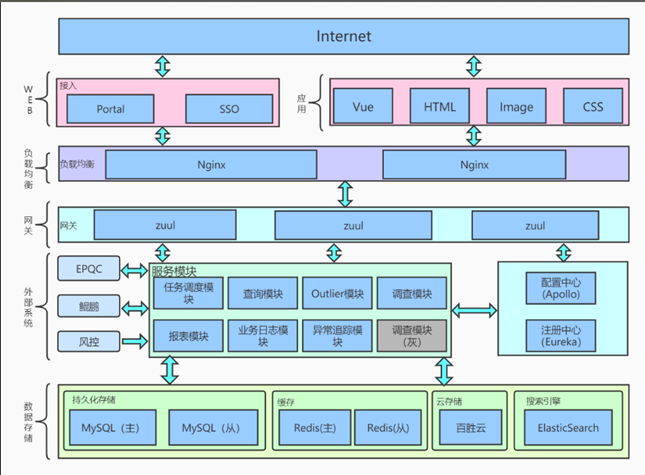 Internet
WEB
接入
Portal
SSO
应用
Vue
HTML
Image
CSS
负载均衡
负载均衡
Nginx
Nginx
网关
网关
zuul
zuul
zuul
外部系统
EPQC
鲲鹏
风控
服务模块
任务调度模
块
查询模块
Outlier模块
调查模块
报表模块
业务日志模
块
异常追踪模
块
调查模块
(灰)
配置中心
(Apollo)
注册中心
(Eureka)
数据存储
持久化存储
MySQL（主）
MySQL（从）
缓存
Redis(主)
Redis(从)
云存储
百胜云
搜索引擎
ElasticSearch